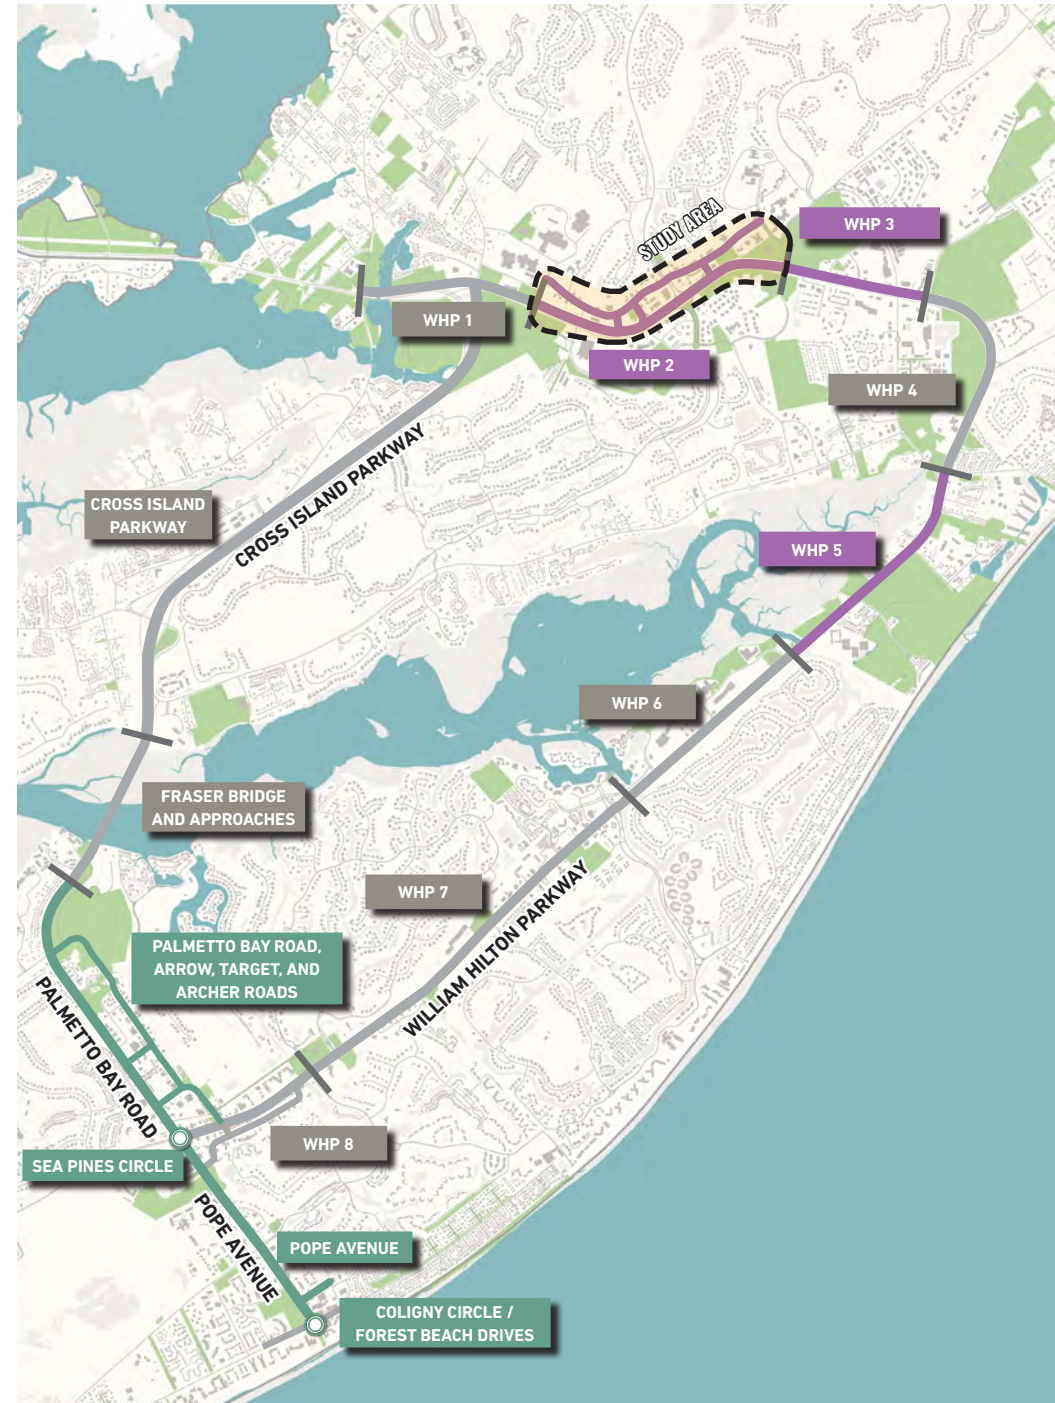 STUDY AREA
WHP 3
WHP 1
WHP 2
WHP 4
CROSS ISLAND PARKWAY
CROSS ISLAND
PARKWAY
WHP 5
WHP 6
FRASER BRIDGE
AND APPROACHES
WHP 7
WILLIAM HILTON PARKWAY
PALMETTO BAY ROAD,
ARROW, TARGET, AND
ARCHER ROADS
PALMETTO BAY ROAD
WHP 8
SEA PINES CIRCLE
POPE AVENUE
POPE AVENUE
COLIGNY CIRCLE /
FOREST BEACH DRIVES